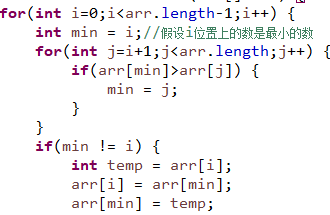 for(int i=0;i<arr.length-1;i++) {
int min = i;//假设i位置上的数是最小的数
for(int j=i+1;j<arr.length;j++) {
if(arr[min]>arr[j]) {
min = j;
}
}
if(min != i) {
int temp = arr[i];
arr[i] = arr[min];
arr[min] = temp;